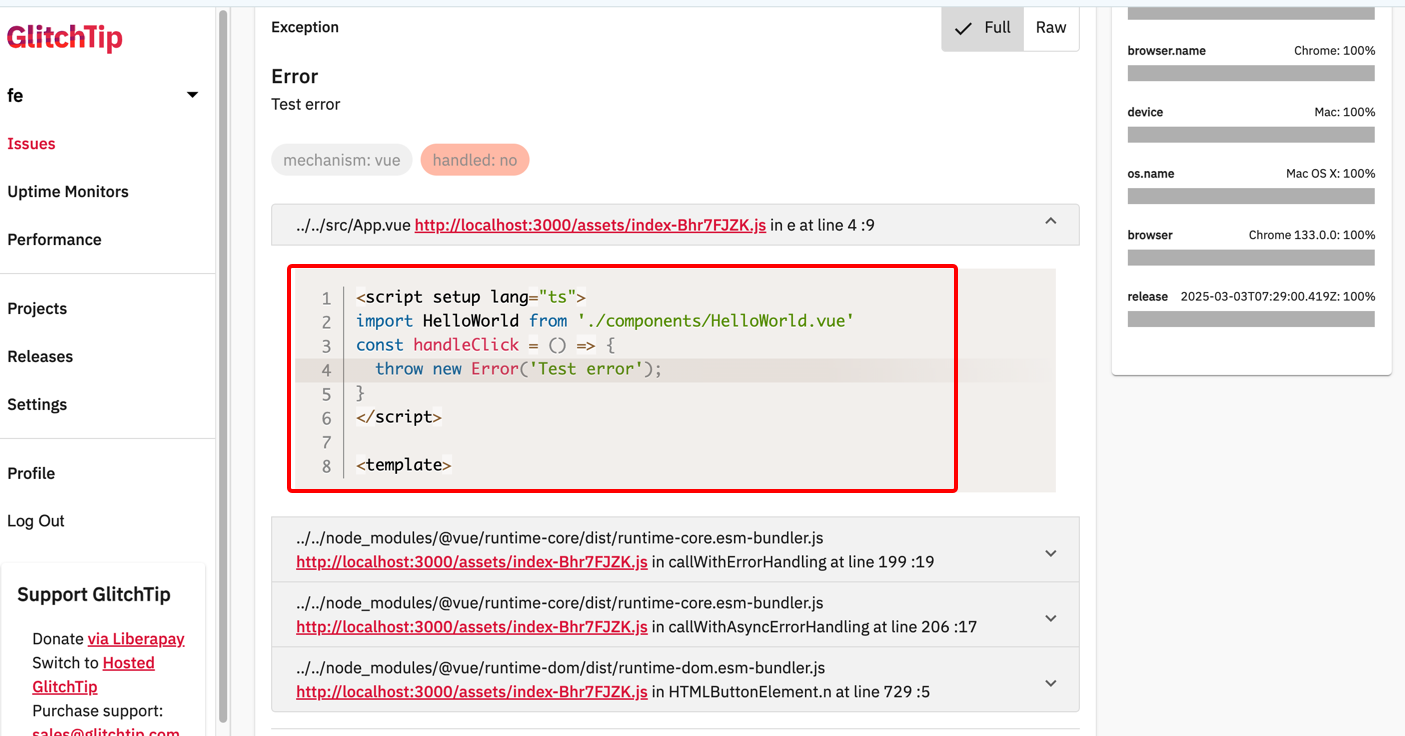 GlitchTip
fe
Issues
Uptime Monitors
Performance
Projects
Releases
Settings
Profile
Log Out
Support GlitchTip
Donate via Liberapay
Switch to Hosted
GlitchTip
Purchase support:
sales@glitchtip.com
Exception
Full
Raw
Error
Test error
mechanism: vue
handled: no
../../src/App.vue http://localhost:3000/assets/index-Bhr7FJZK.js in e at line 4 :9
1 <script setup lang="ts">
2 import HelloWorld from './components/HelloWorld.vue'
3 const handleClick = () => {
4 throw new Error('Test error');
5 }
6 </script>
7
8 <template>
../../node_modules/@vue/runtime-core/dist/runtime-core.esm-bundler.js
http://localhost:3000/assets/index-Bhr7FJZK.js in callWithErrorHandling at line 199 :19
../../node_modules/@vue/runtime-core/dist/runtime-core.esm-bundler.js
http://localhost:3000/assets/index-Bhr7FJZK.js in callWithAsyncErrorHandling at line 206 :17
../../node_modules/@vue/runtime-dom/dist/runtime-dom.esm-bundler.js
http://localhost:3000/assets/index-Bhr7FJZK.js in HTMLButtonElement.n at line 729 :5
browser.name Chrome: 100%
device Mac: 100%
os.name Mac OS X: 100%
browser Chrome 133.0.0: 100%
release 2025-03-03T07:29:00.419Z: 100%